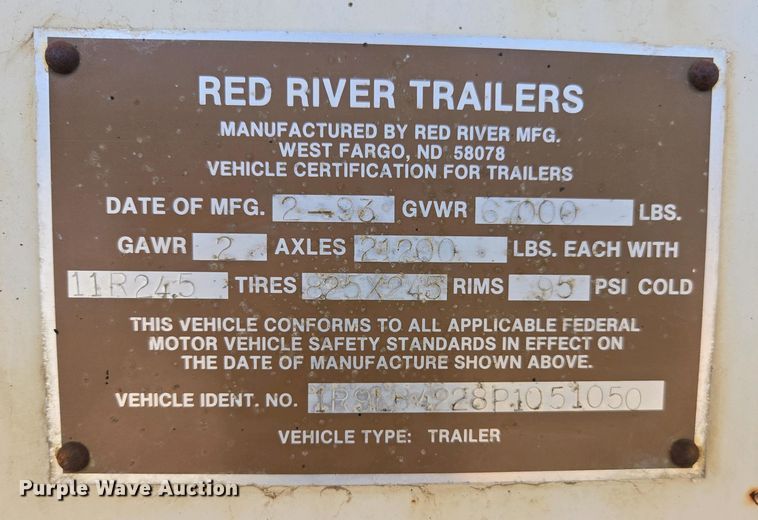 RED RIVER TRAILERS
MANUFACTURED BY RED RIVER MFG.
WEST FARGO, ND 58078
VEHICLE CERTIFICATION FOR TRAILERS
DATE OF MFG. 2-93 GVWR 67000 LBS.
GAWR 2 AXLES 21200 LBS. EACH WITH
11R24.5 TIRES 825X245 RIMS 95 PSI COLD
THIS VEHICLE CONFORMS TO ALL APPLICABLE FEDERAL
MOTOR VEHICLE SAFETY STANDARDS IN EFFECT ON
THE DATE OF MANUFACTURE SHOWN ABOVE.
VEHICLE IDENT. NO.
VEHICLE TYPE: TRAILER
Purple Wave Auction